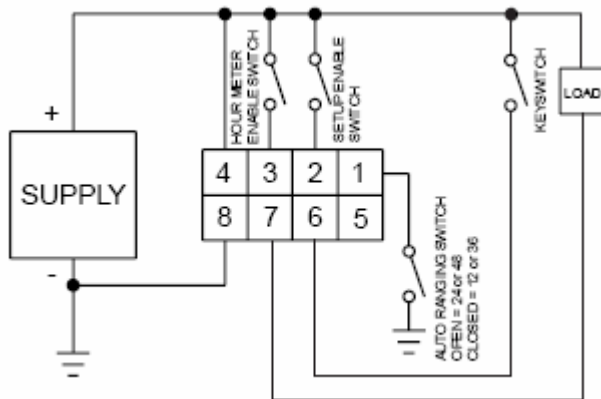 +
SUPPLY
-
HOUR METER
ENABLE SWITCH
SETUP ENABLE
SWITCH
KEYSWITCH
LOAD
4 3 2 1
8 7 6 5
AUTO RANGING SWITCH
OPEN = 24 or 48
CLOSED = 12 or 36